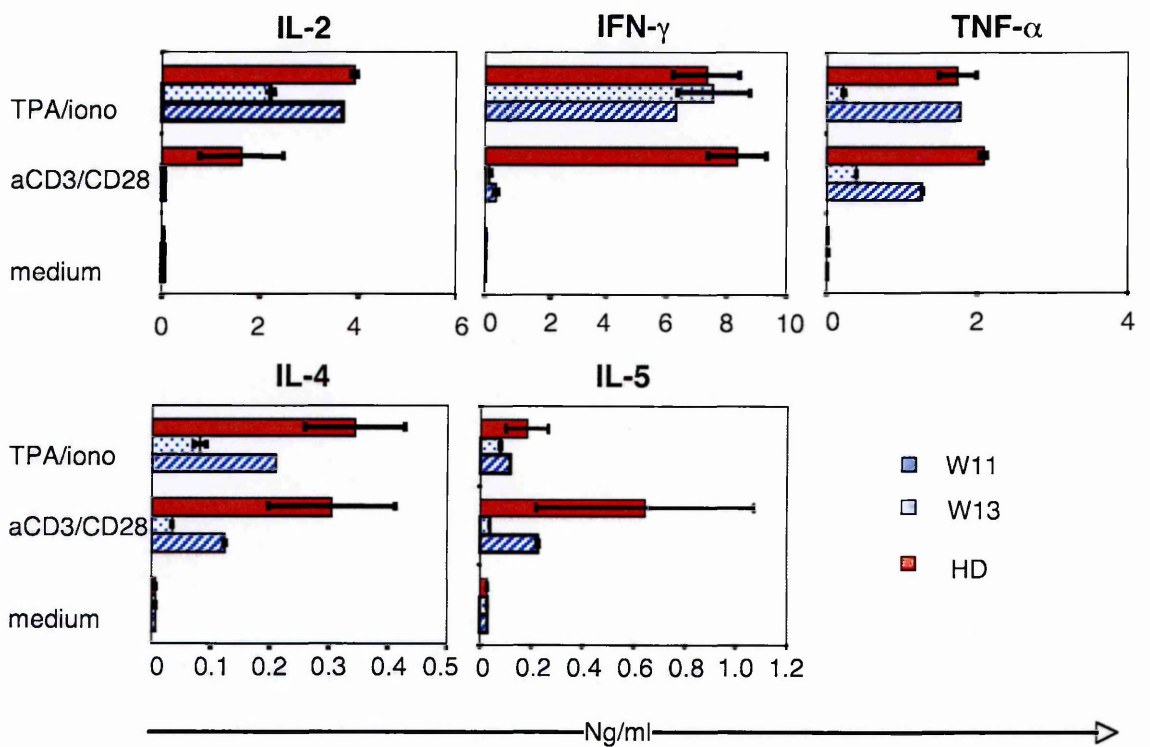 IL-2 IFN-γ TNF-α
TPA/iono
aCD3/CD28
medium
0 2 4 6 0 2 4 6 8 10 0 2 4
IL-4 IL-5
TPA/iono
W11
aCD3/CD28
W13
HD
medium
0 0.1 0.2 0.3 0.4 0.5 0 0.2 0.4 0.6 0.8 1.0 1.2
Ng/ml